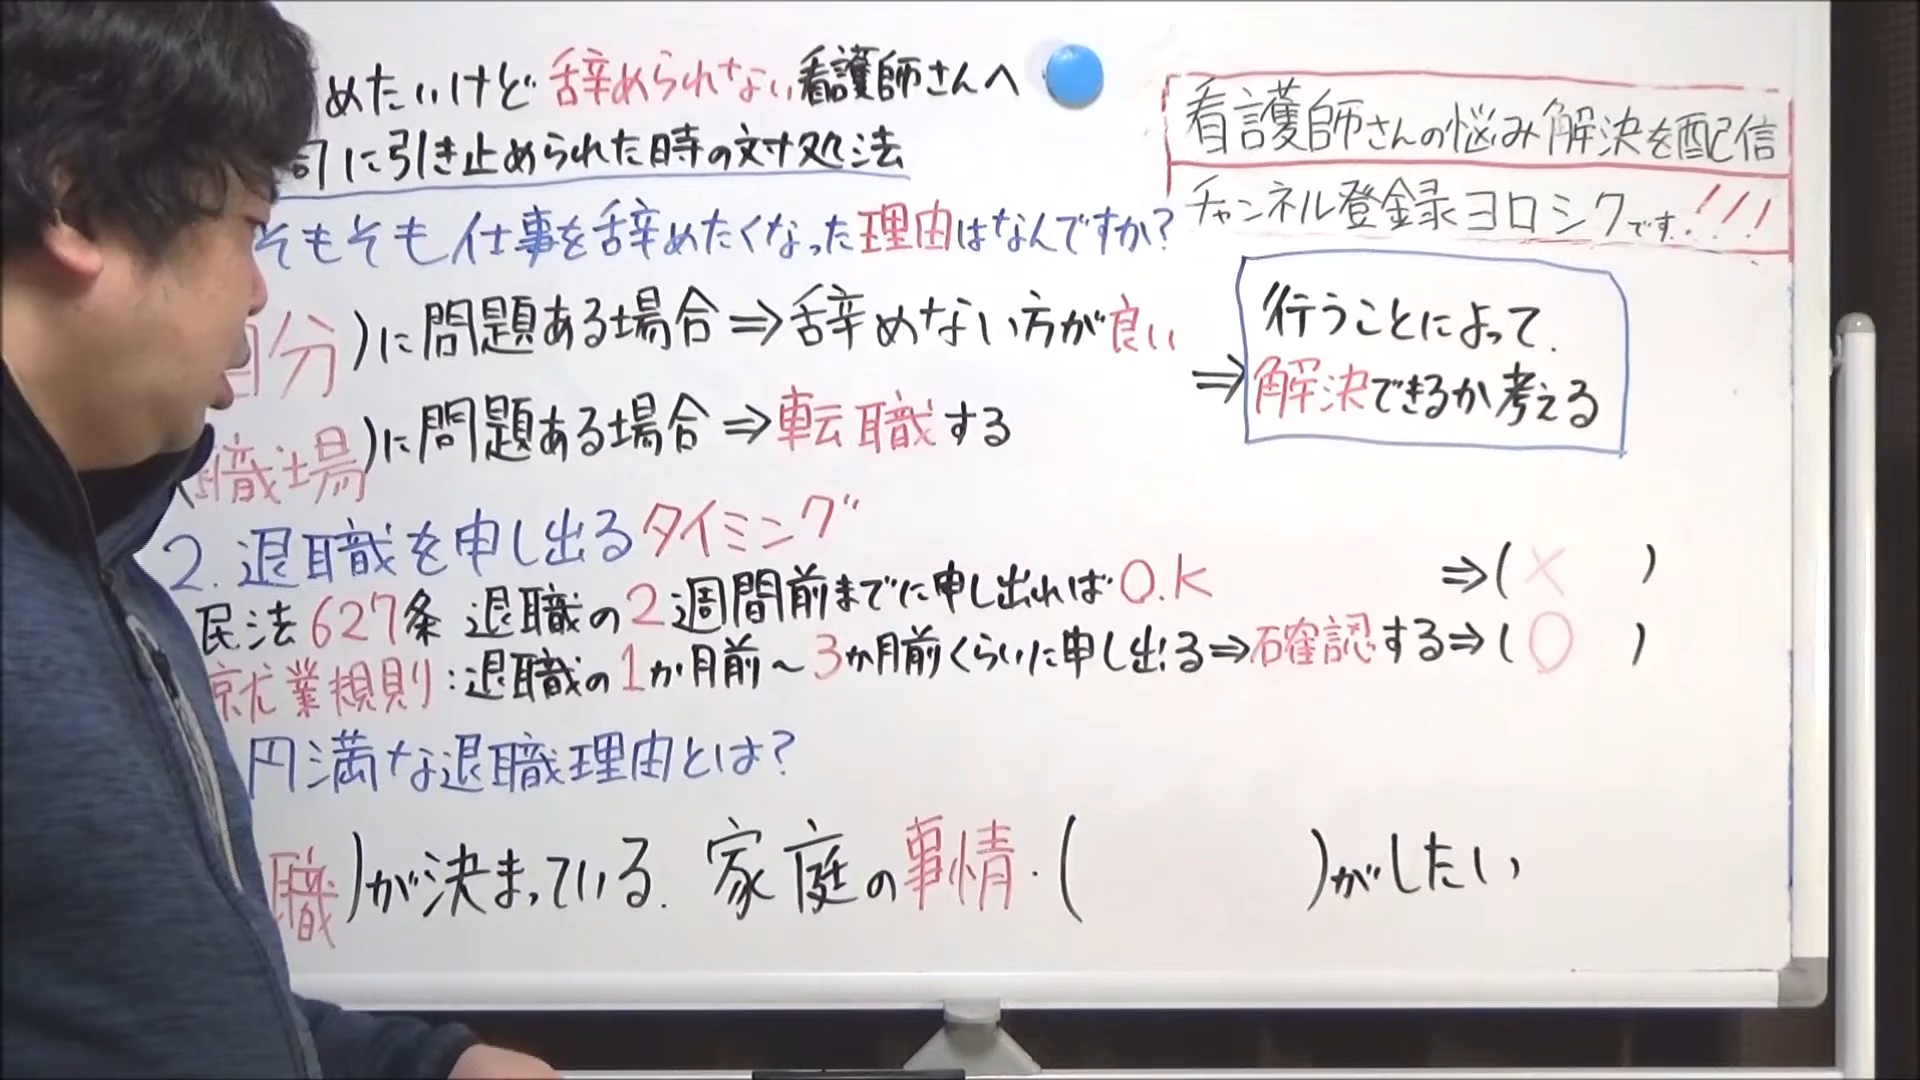 めたいけど辞められない看護師さんへ
司に引き止められた時の対処法
そもそも仕事を辞めたくなった理由はなんですか?
自分)に問題ある場合⇒辞めない方が良い
(職場)に問題ある場合⇒転職する
⇒行うことによって、
解決できるか考える
看護師さんの悩み解決を配信
チャンネル登録ヨロシクです!!!
2.退職を申し出るタイミング
民法627条 退職の2週間前までに申し出ればO.K ⇒(×)
就業規則:退職の1か月前～3か月前くらいに申し出る⇒確認する⇒(○)
円満な退職理由とは?
職)が決まっている、家庭の事情・( )がしたい